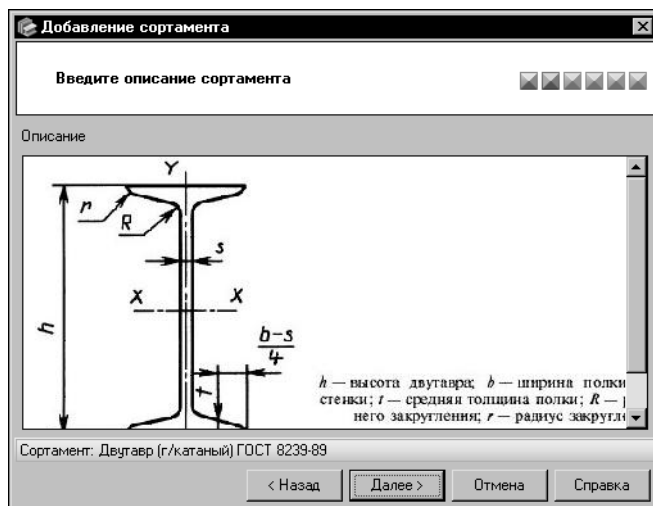 Добавление сортамента
Введите описание сортамента
Описание
Y
r
R
s
X X
h
b-s
4
t
h — высота двутавра; b — ширина полки
стенки; t — средняя толщина полки; R —
него закругления; r — радиус закругле
Сортамент: Двутавр (г/катаный) ГОСТ 8239-89
< Назад Далее > Отмена Справка